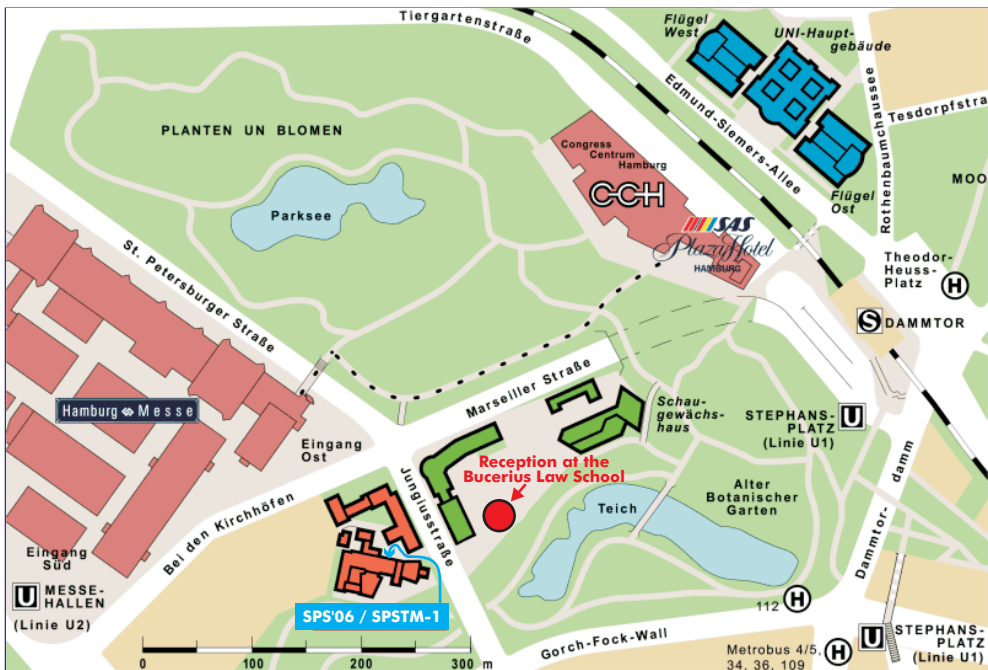 Tiergartenstraße
Flügel
West
UNI-Haupt-
gebäude
Edmund-Siemers-Allee
Rothenbaumchaussee
Tesdorpfstra
PLANTEN UN BLOMEN
Congress
Centrum
Hamburg
CCH
Flügel
Ost
MOO
Parksee
SAS
Plaza Hotel
HAMBURG
Theodor-
Heuss-
Platz
H
St. Petersburger Straße
S DAMMTOR
Marseiller Straße
Hamburg Messe
Schau-
gewächs-
haus
STEPHANS-
PLATZ
(Linie U1)
U
Eingang
Ost
Reception at the
Bucerius Law School
Jungiusstraße
Bei den Kirchhöfen
Teich
Alter
Botanischer
Garten
Dammtor-
damm
Eingang
Süd
U MESSE-
HALLEN
(Linie U2)
SPS'06 / SPSTM-1
112 H
Gorch-Fock-Wall
0 100 200 300 m
Metrobus 4/5,
34, 36, 109
H
U STEPHANS-
PLATZ
(Linie U1)